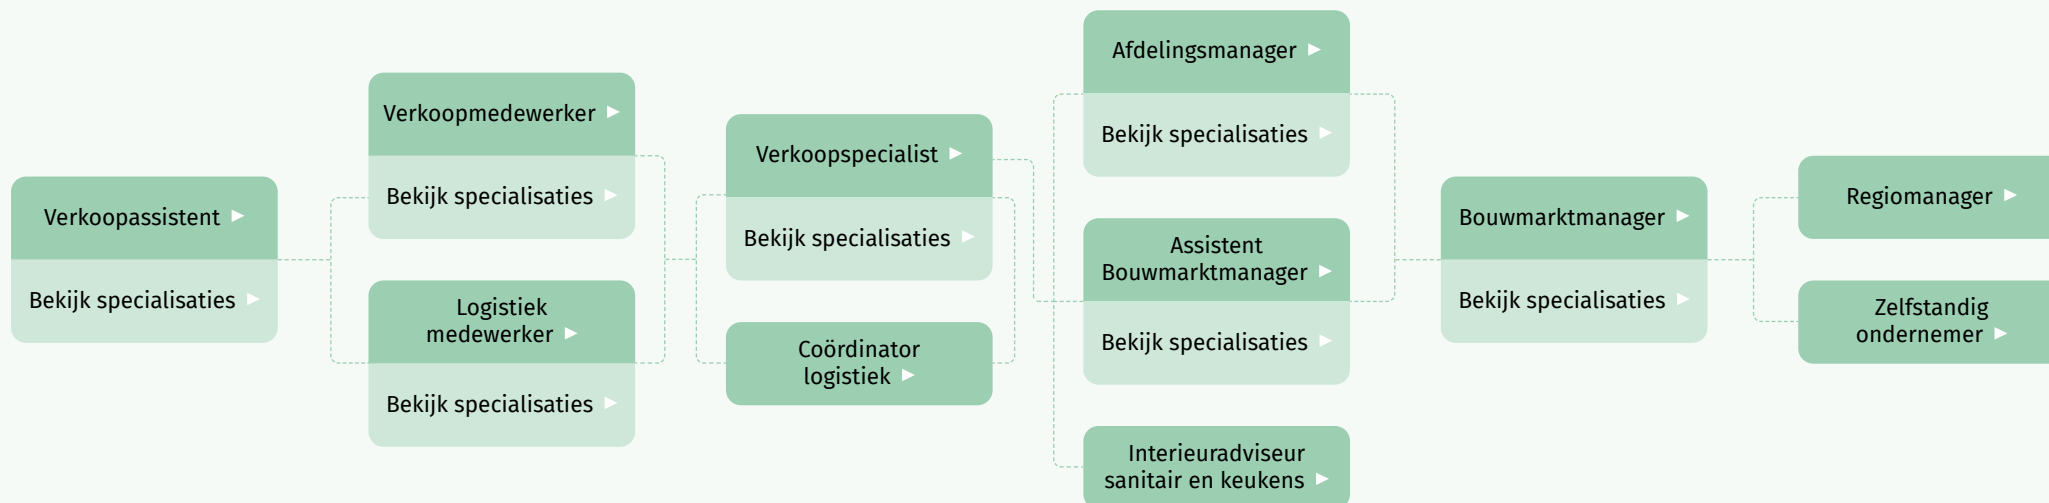 Verkoopassistent
Bekijk specialisaties
Verkoopmedewerker
Bekijk specialisaties
Logistiek
medewerker
Bekijk specialisaties
Verkoopspecialist
Bekijk specialisaties
Coördinator
logistiek
Afdelingsmanager
Bekijk specialisaties
Assistent
Bouwmarktmanager
Bekijk specialisaties
Interieuradviseur
sanitair en keukens
Bouwmarktmanager
Bekijk specialisaties
Regiomanager
Zelfstandig
ondernemer